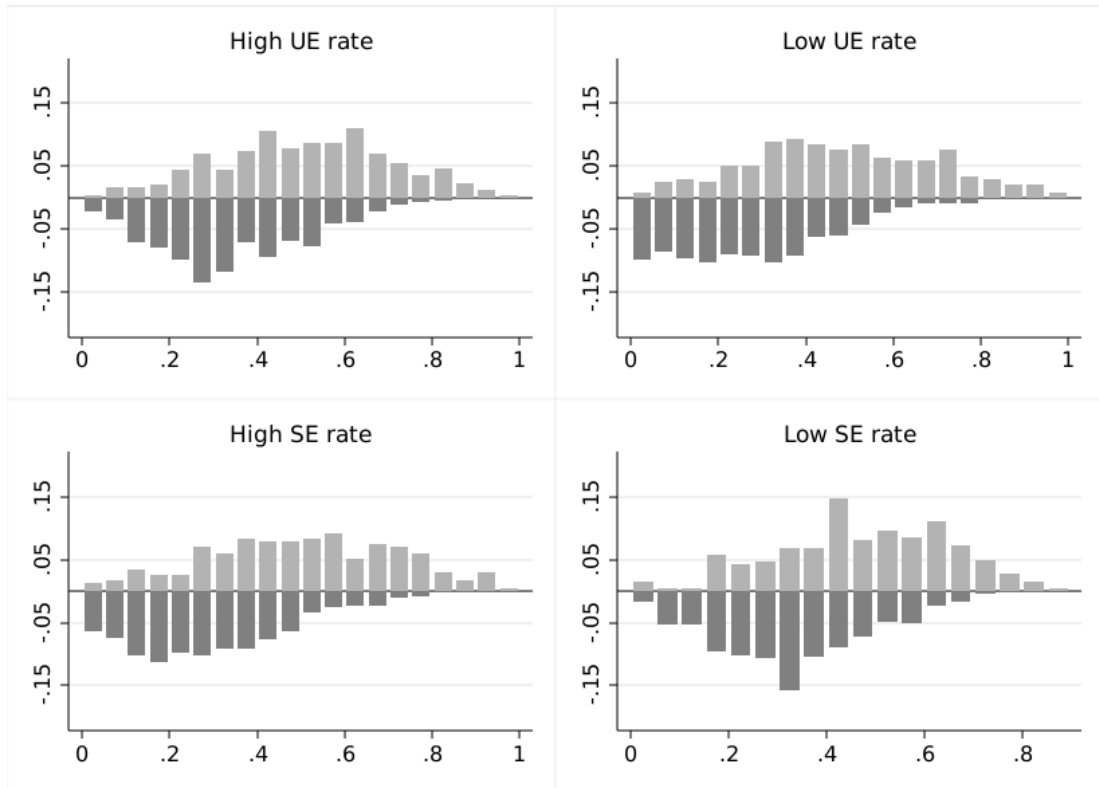 High UE rate
.15
.05
-.05
-.15
0 .2 .4 .6 .8 1
Low UE rate
.15
.05
-.05
-.15
0 .2 .4 .6 .8 1
High SE rate
.15
.05
-.05
-.15
0 .2 .4 .6 .8 1
Low SE rate
.15
.05
-.05
-.15
0 .2 .4 .6 .8